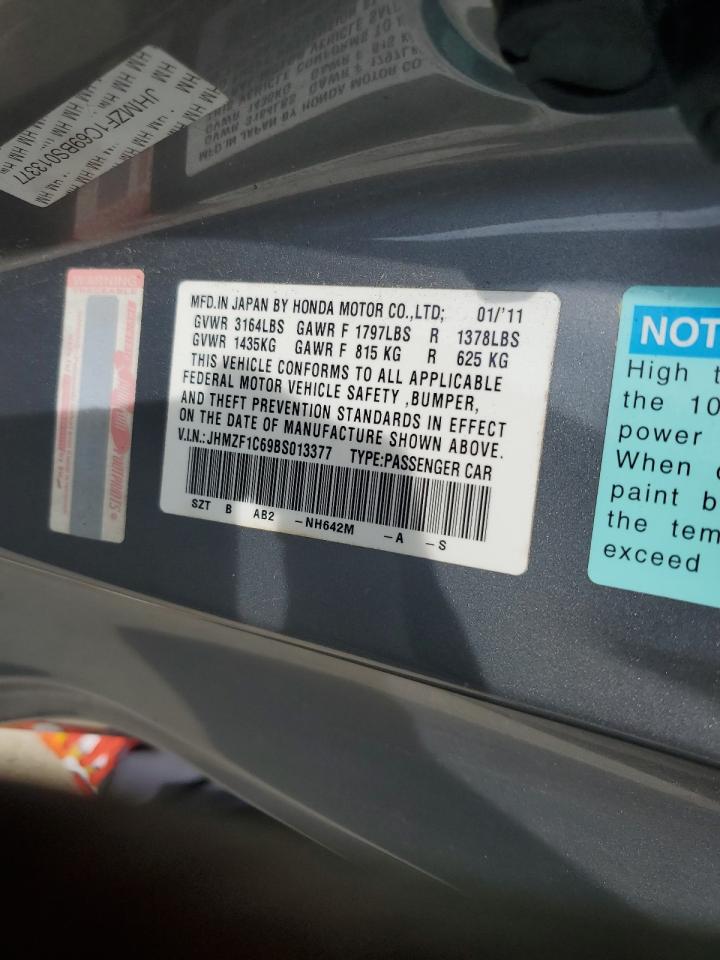 JHMZF1C69BS013377
WARNING
MFD.IN JAPAN BY HONDA MOTOR CO.,LTD; 01/'11
GVWR 3164LBS GAWR F 1797LBS R 1378LBS
GVWR 1435KG GAWR F 815 KG R 625 KG
THIS VEHICLE CONFORMS TO ALL APPLICABLE
FEDERAL MOTOR VEHICLE SAFETY ,BUMPER,
AND THEFT PREVENTION STANDARDS IN EFFECT
ON THE DATE OF MANUFACTURE SHOWN ABOVE.
V.I.N.:JHMZF1C69BS013377 TYPE:PASSENGER CAR
SZT B AB2 -NH642M -A -S
NOT
High t
the 10
power
When
paint b
the tem
exceed